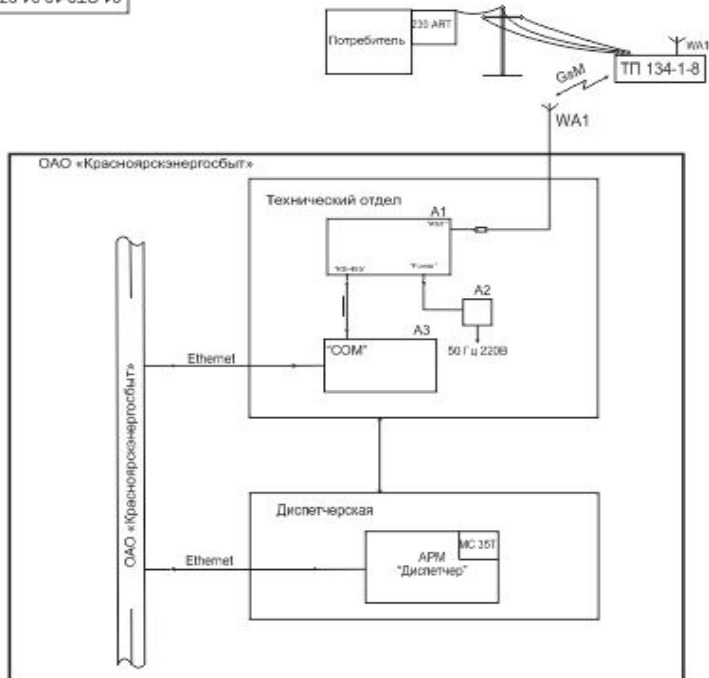 Потребитель
230 ART
WA1
ТП 134-1-8
GsM
WA1
ОАО «Красноярскэнергосбыт»
Технический отдел
A1
"RS-485"
A2
A3
"COM"
50 Гц 220В
Ethernet
ОАО «Красноярскэнергосбыт»
Диспетчерская
МС 35Т
АРМ
"Диспетчер"
Ethernet